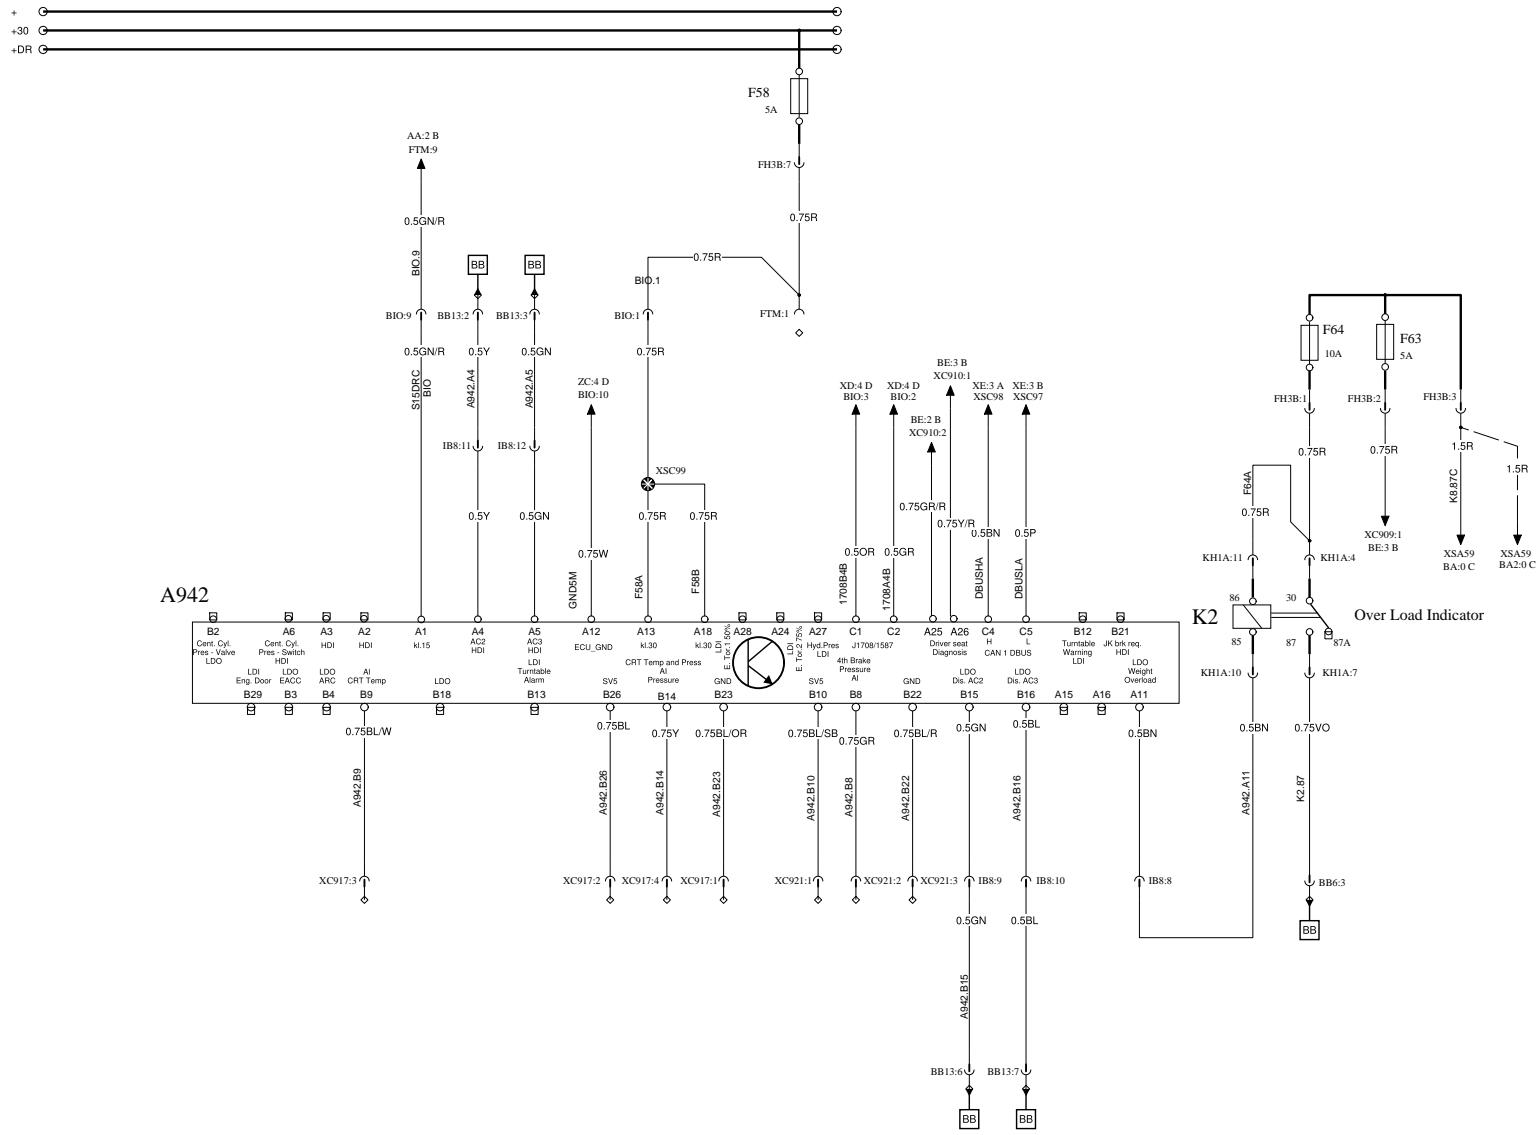 +
+30
+DR
F58
5A
AA:2 B
FTM:9
FH3B:7
0.5GN/R
0.75R
BIO.9
BB
BB
0.75R
BIO.1
BIO:9
BB13:2
BB13:3
BIO:1
FTM:1
F64
10A
F63
5A
0.5GN/R
0.5Y
0.5GN
0.75R
S15DRC
BIO
A942.A4
A942.A5
ZC:4 D
BIO:10
XD:4 D
BIO:3
XD:4 D
BIO:2
BE:3 B
XC910:1
XE:3 A
XSC98
XE:3 B
XSC97
BE:2 B
XC910:2
FH3B:1
FH3B:2
FH3B:3
IB8:11
IB8:12
0.75R
0.75R
1.5R
1.5R
XSC99
F64A
K8.87C
0.5Y
0.5GN
0.75R
0.75R
0.75GR/R
0.75Y/R
0.5BN
0.5P
0.75R
XC909:1
BE:3 B
0.75W
0.5OR
0.5GR
XSA59
BA:0 C
XSA59
BA2:0 C
KH1A:11
KH1A:4
GND5M
F58A
F58B
1708B4B
1708A4B
DBUSHA
DBUSLA
A942
86
30
K2
Over Load Indicator
85
87
87A
B2
A6
A3
A2
A1
A4
A5
A12
A13
A18
A28
A24
A27
C1
C2
A25
A26
C4
C5
B12
B21
Cent. Cyl.
Pres - Valve
LDO
Cent. Cyl.
Pres - Switch
HDI
HDI
HDI
kl.15
AC2
HDI
AC3
HDI
ECU_GND
kl.30
kl.30
LDI
E. Tor.1 50%
LDI
E. Tor.2 75%
Hyd.Pres
LDI
J1708/1587
Driver seat
Diagnosis
H
L
CAN 1 DBUS
Turntable
Warning
LDI
JK brk req.
HDI
LDI
Eng. Door
LDO
EACC
LDO
ARC
AI
CRT Temp
LDO
LDI
Turntable
Alarm
SV5
CRT Temp and Press
AI
Pressure
GND
SV5
4th Brake
Pressure
AI
GND
LDO
Dis. AC2
LDO
Dis. AC3
LDO
Weight
Overload
B29
B3
B4
B9
B18
B13
B26
B14
B23
B10
B8
B22
B15
B16
A15
A16
A11
KH1A:10
KH1A:7
0.75BL/W
0.75BL
0.75Y
0.75BL/OR
0.75BL/SB
0.75GR
0.75BL/R
0.5GN
0.5BL
0.5BN
0.5BN
0.75VO
A942.B9
A942.B26
A942.B14
A942.B23
A942.B10
A942.B8
A942.B22
A942.B16
A942.A11
K2.87
XC917:3
XC917:2
XC917:4
XC917:1
XC921:1
XC921:2
XC921:3
IB8:9
IB8:10
IB8:8
BB6:3
0.5GN
0.5BL
BB
A942.B15
BB13:6
BB13:7
BB
BB